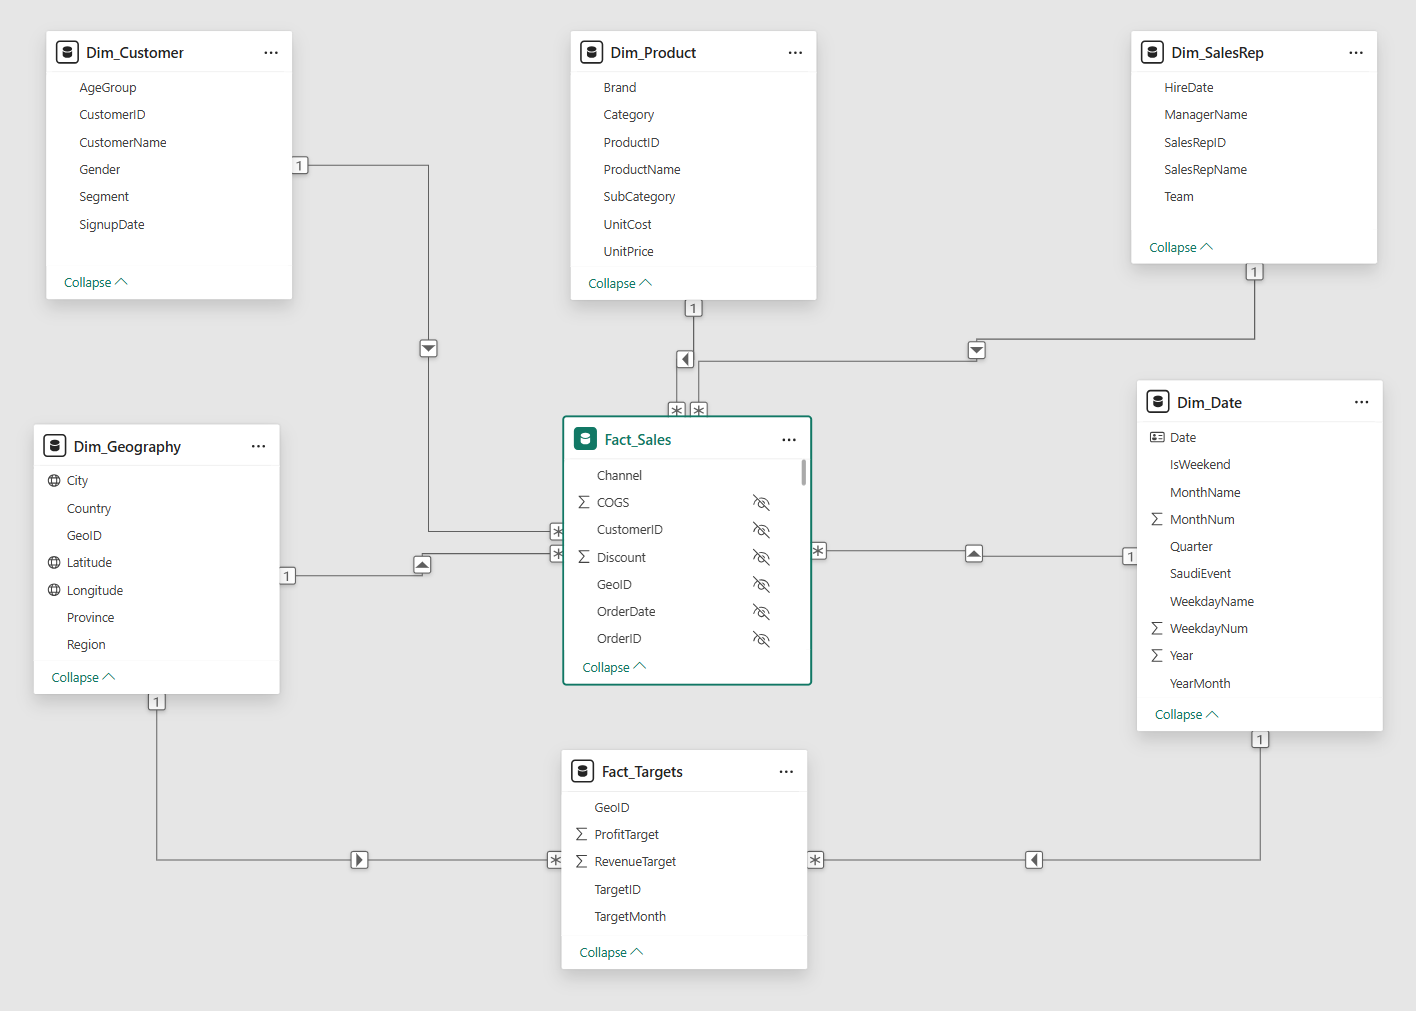 Dim_Customer
AgeGroup
CustomerID
CustomerName
Gender
Segment
SignupDate
Collapse
1
Dim_Product
Brand
Category
ProductID
ProductName
SubCategory
UnitCost
UnitPrice
Collapse
1
Dim_SalesRep
HireDate
ManagerName
SalesRepID
SalesRepName
Team
Collapse
1
Dim_Geography
City
Country
GeoID
Latitude
Longitude
Province
Region
Collapse
1
1
* *
Fact_Sales
Channel
COGS
CustomerID
Discount
GeoID
OrderDate
OrderID
Collapse
*
*
*
Dim_Date
Date
IsWeekend
MonthName
MonthNum
Quarter
SaudiEvent
WeekdayName
WeekdayNum
Year
YearMonth
Collapse
1
1
Fact_Targets
GeoID
ProfitTarget
RevenueTarget
TargetID
TargetMonth
Collapse
*
*